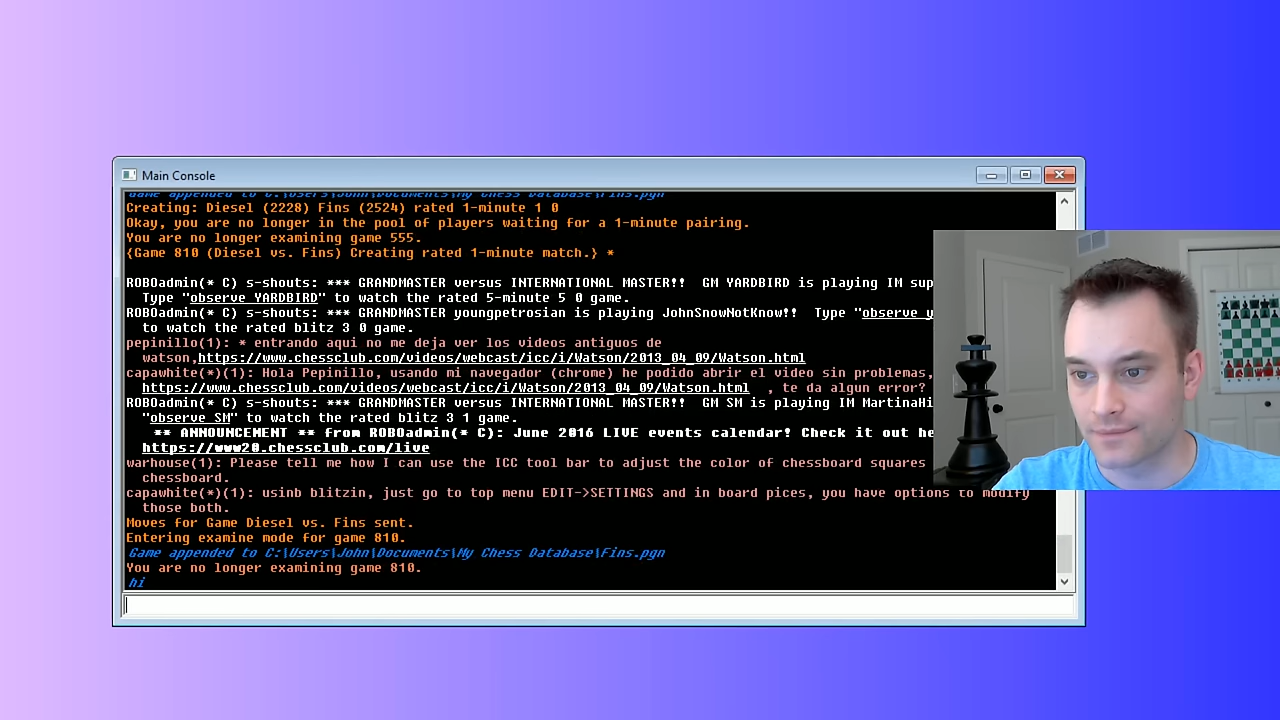 Main Console
Game appended to C:\Users\John\Documents\My Chess Database\Fins.pgn
Creating: Diesel (2228) Fins (2524) rated 1-minute 1 0
Okay, you are no longer in the pool of players waiting for a 1-minute pairing.
You are no longer examining game 555.
{Game 810 (Diesel vs. Fins) Creating rated 1-minute match.} *
ROBOadmin(* C) s-shouts: *** GRANDMASTER versus INTERNATIONAL MASTER!! GM YARDBIRD is playing IM sup
Type "observe YARDBIRD" to watch the rated 5-minute 5 0 game.
ROBOadmin(* C) s-shouts: *** GRANDMASTER youngpetrosian is playing JohnSnowNotKnow!! Type "observe y
to watch the rated blitz 3 0 game.
pepinillo(1): * entrando aqui no me deja ver los videos antiguos de
watson,https://www.chessclub.com/videos/webcast/icc/i/Watson/2013_04_09/Watson.html
capawhite(*)(1): Hola Pepinillo, usando mi navegador (chrome) he podido abrir el video sin problemas,
https://www.chessclub.com/videos/webcast/icc/i/Watson/2013_04_09/Watson.html , te da algun error?
ROBOadmin(* C) s-shouts: *** GRANDMASTER versus INTERNATIONAL MASTER!! GM SM is playing IM MartinaHi
"observe SM" to watch the rated blitz 3 1 game.
** ANNOUNCEMENT ** from ROBOadmin(* C): June 2016 LIVE events calendar! Check it out he
https://www20.chessclub.com/live
warhouse(1): Please tell me how I can use the ICC tool bar to adjust the color of chessboard squares
chessboard.
capawhite(*)(1): usinb blitzin, just go to top menu EDIT->SETTINGS and in board pices, you have options to modify
those both.
Moves for Game Diesel vs. Fins sent.
Entering examine mode for game 810.
Game appended to C:\Users\John\Documents\My Chess Database\Fins.pgn
You are no longer examining game 810.
hi